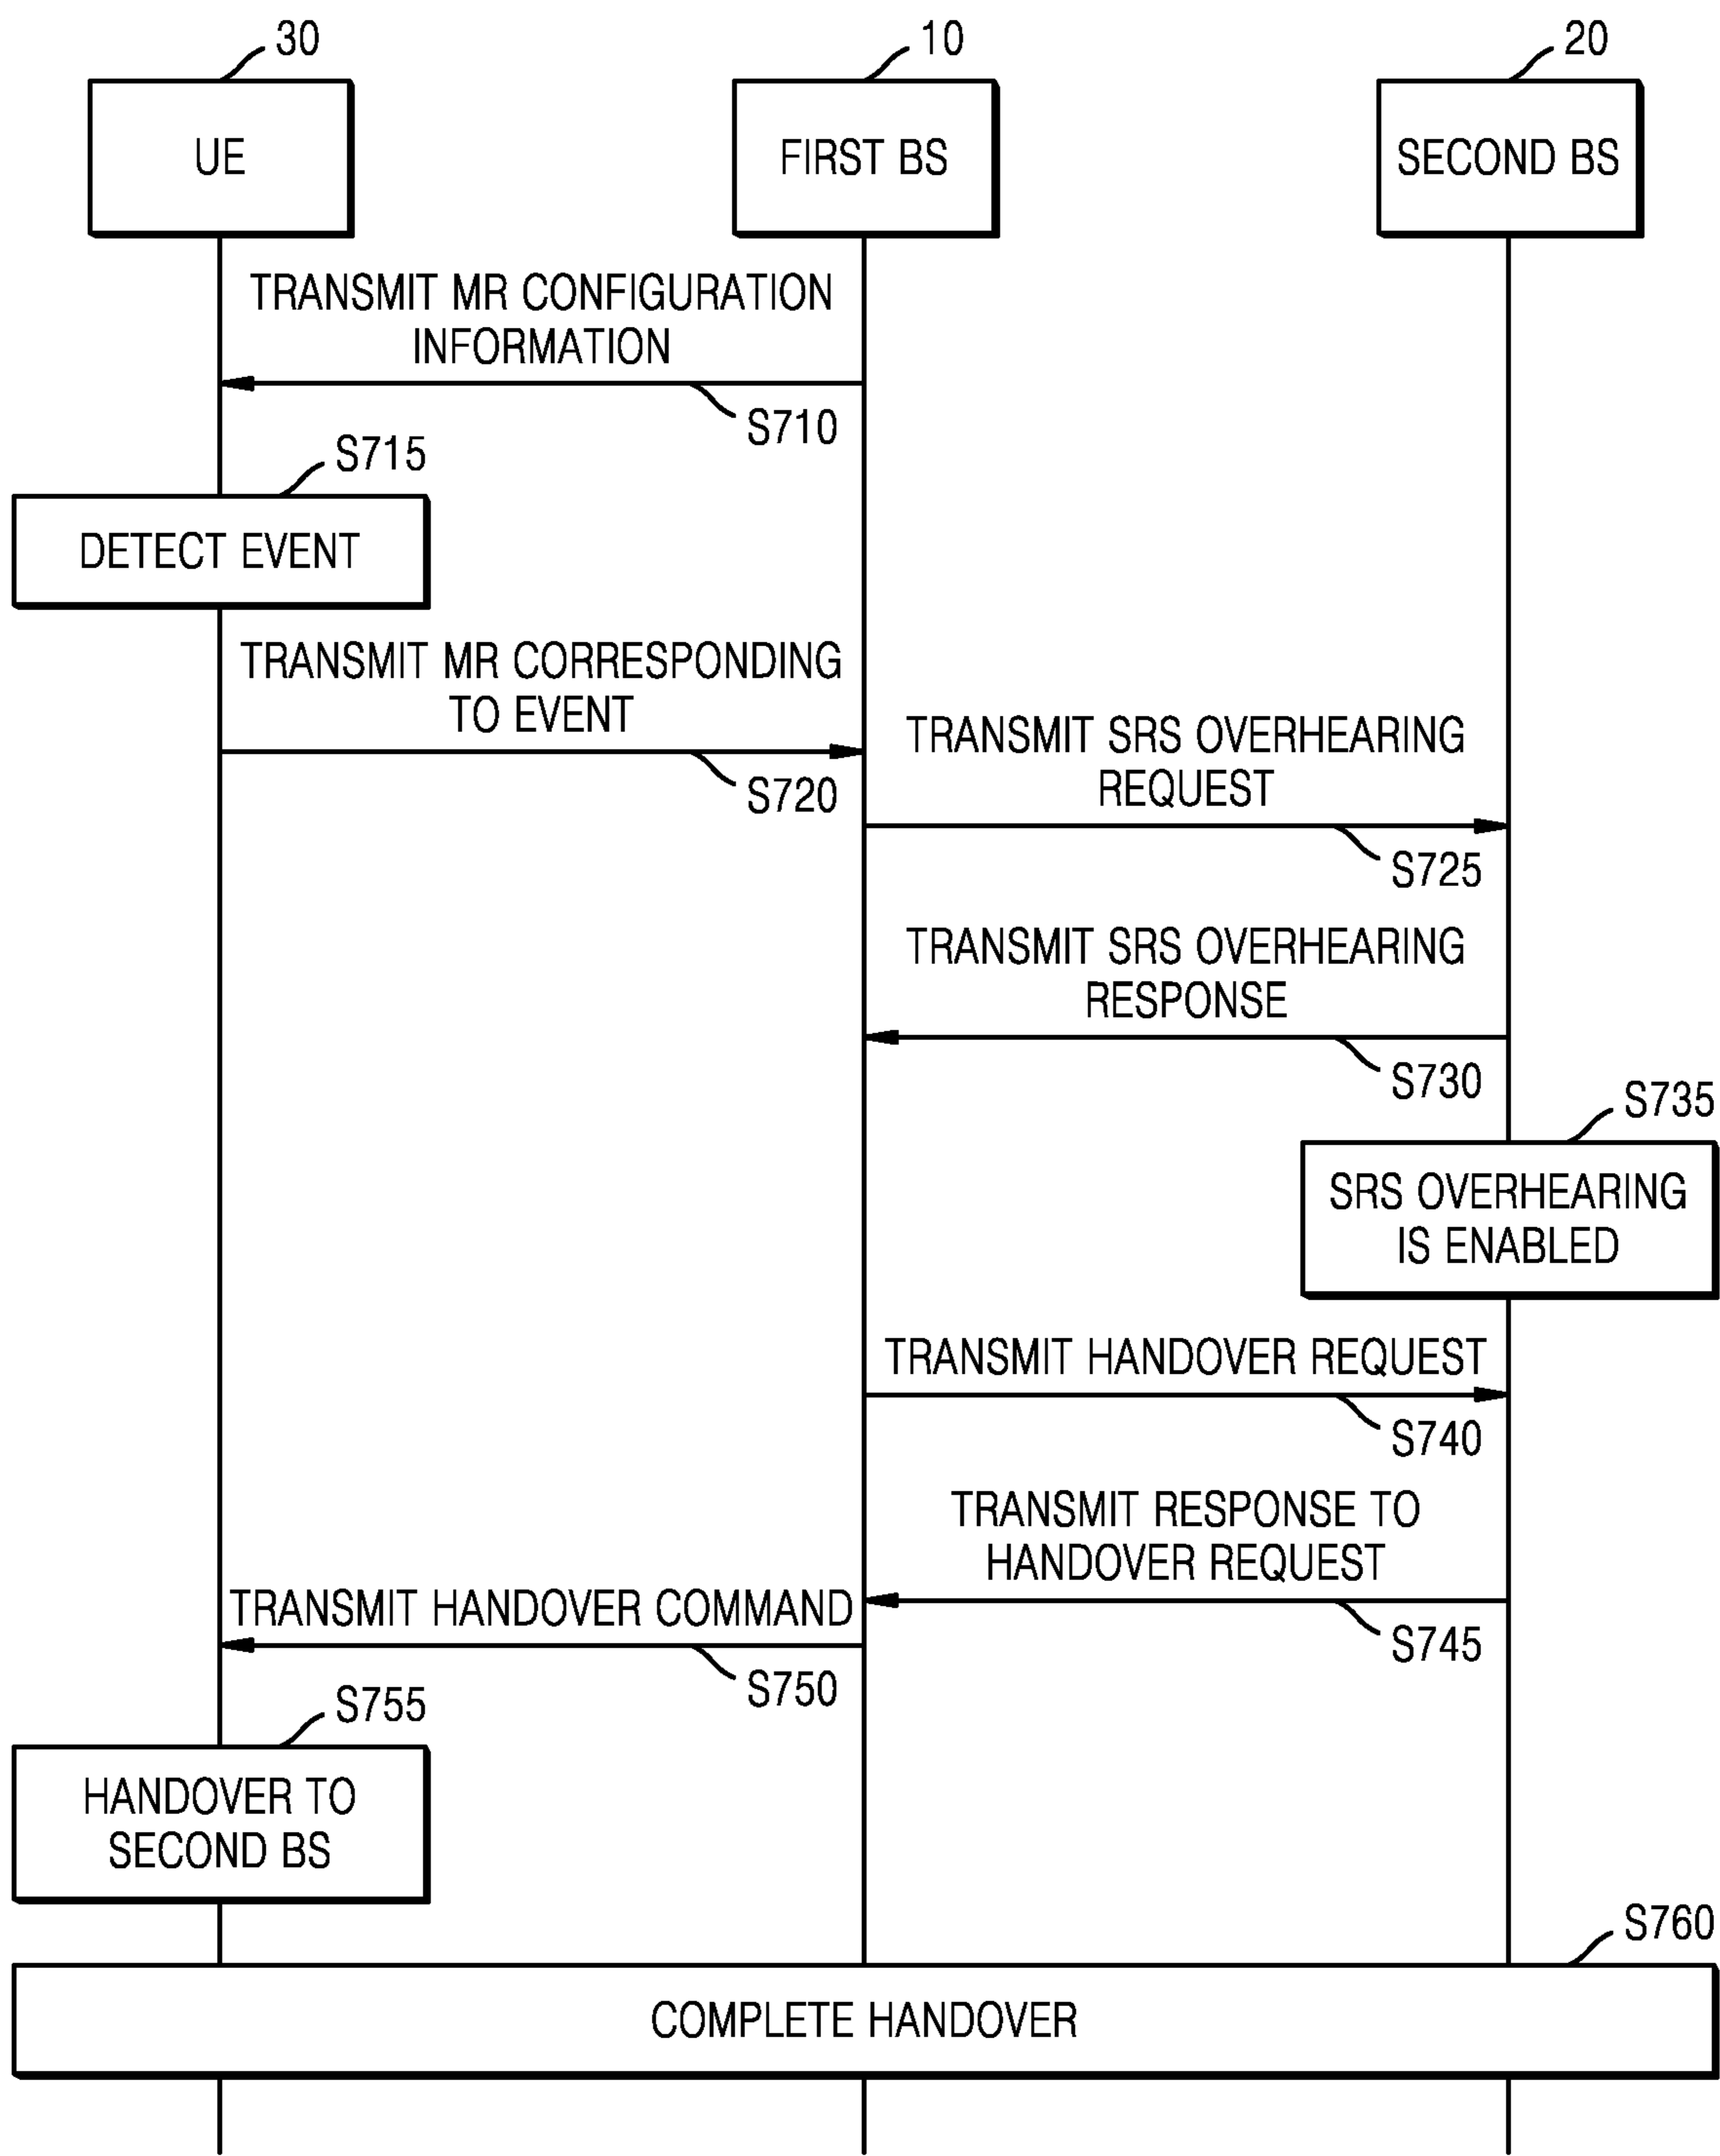 30
10
20
UE
FIRST BS
SECOND BS
TRANSMIT MR CONFIGURATION
INFORMATION
S710
S715
DETECT EVENT
TRANSMIT MR CORRESPONDING
TO EVENT
S720
TRANSMIT SRS OVERHEARING
REQUEST
S725
TRANSMIT SRS OVERHEARING
RESPONSE
S730
S735
SRS OVERHEARING
IS ENABLED
TRANSMIT HANDOVER REQUEST
S740
TRANSMIT RESPONSE TO
HANDOVER REQUEST
S745
TRANSMIT HANDOVER COMMAND
S750
S755
HANDOVER TO
SECOND BS
S760
COMPLETE HANDOVER